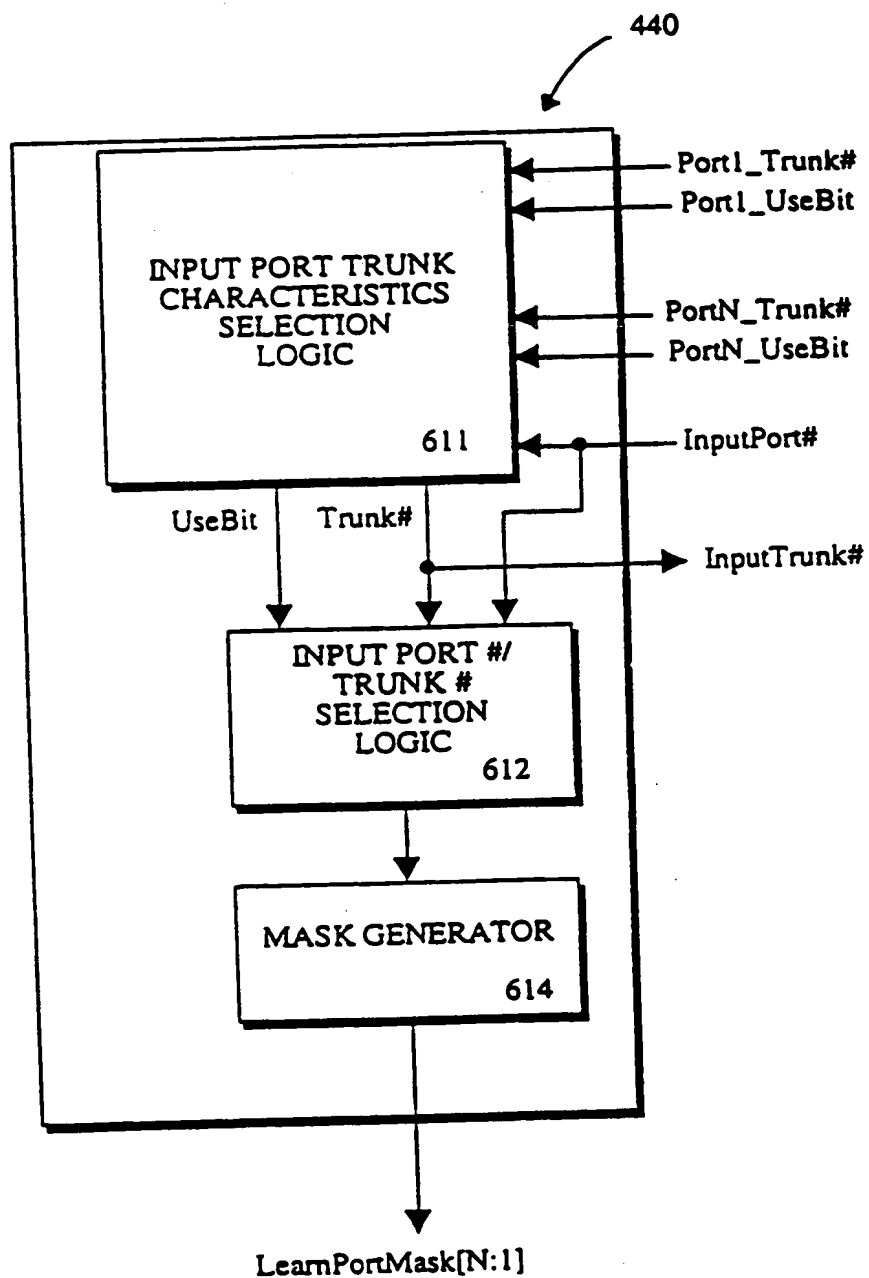 440
Port1_Trunk#
Port1_UseBit
INPUT PORT TRUNK
CHARACTERISTICS
SELECTION
LOGIC
PortN_Trunk#
PortN_UseBit
611
InputPort#
UseBit
Trunk#
InputTrunk#
INPUT PORT #/
TRUNK #
SELECTION
LOGIC
612
MASK GENERATOR
614
LearnPortMask[N:1]